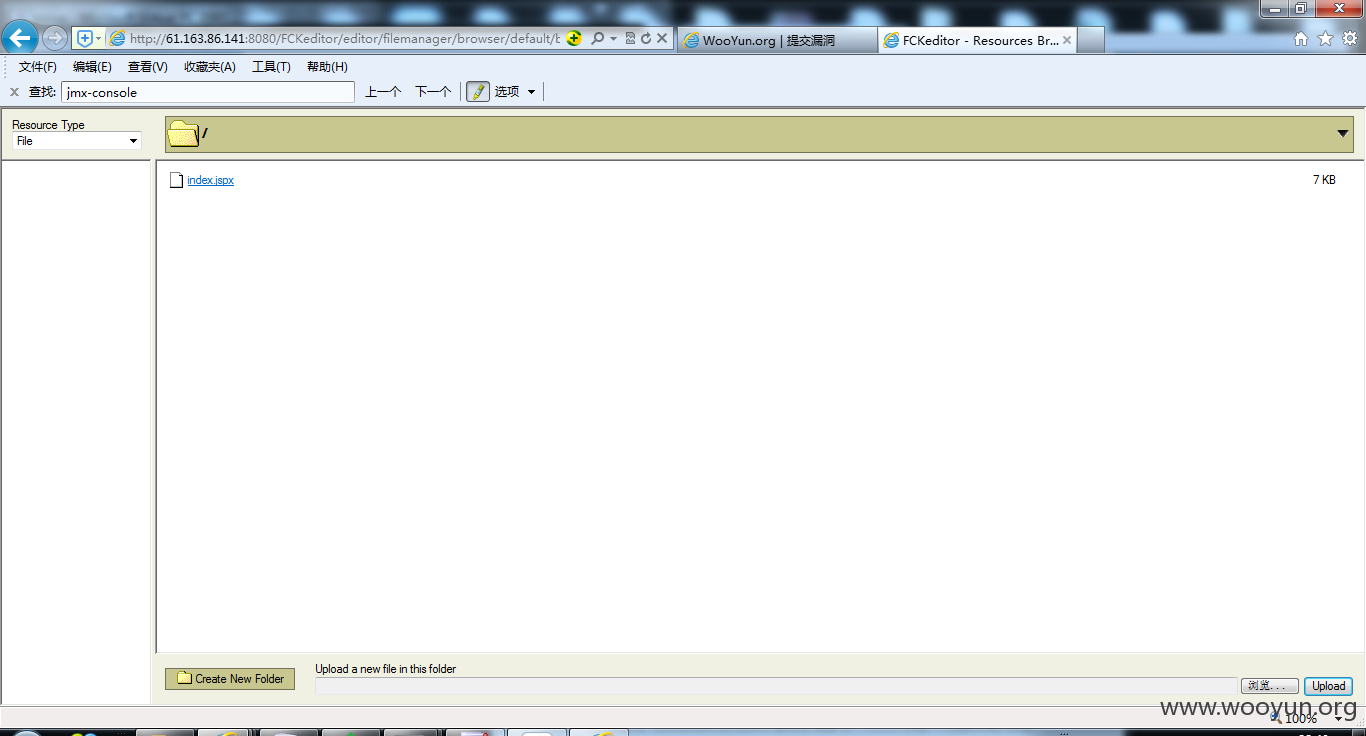 http://61.163.86.141:8080/FCKeditor/editor/filemanager/browser/default/b
WooYun.org | 提交漏洞
FCKeditor - Resources Br...
文件(F) 编辑(E) 查看(V) 收藏夹(A) 工具(T) 帮助(H)
查找: jmx-console 上一个 下一个 选项
Resource Type
File
/
index.jspx 7 KB
Create New Folder
Upload a new file in this folder
浏览... Upload
www.wooyun.org
100%